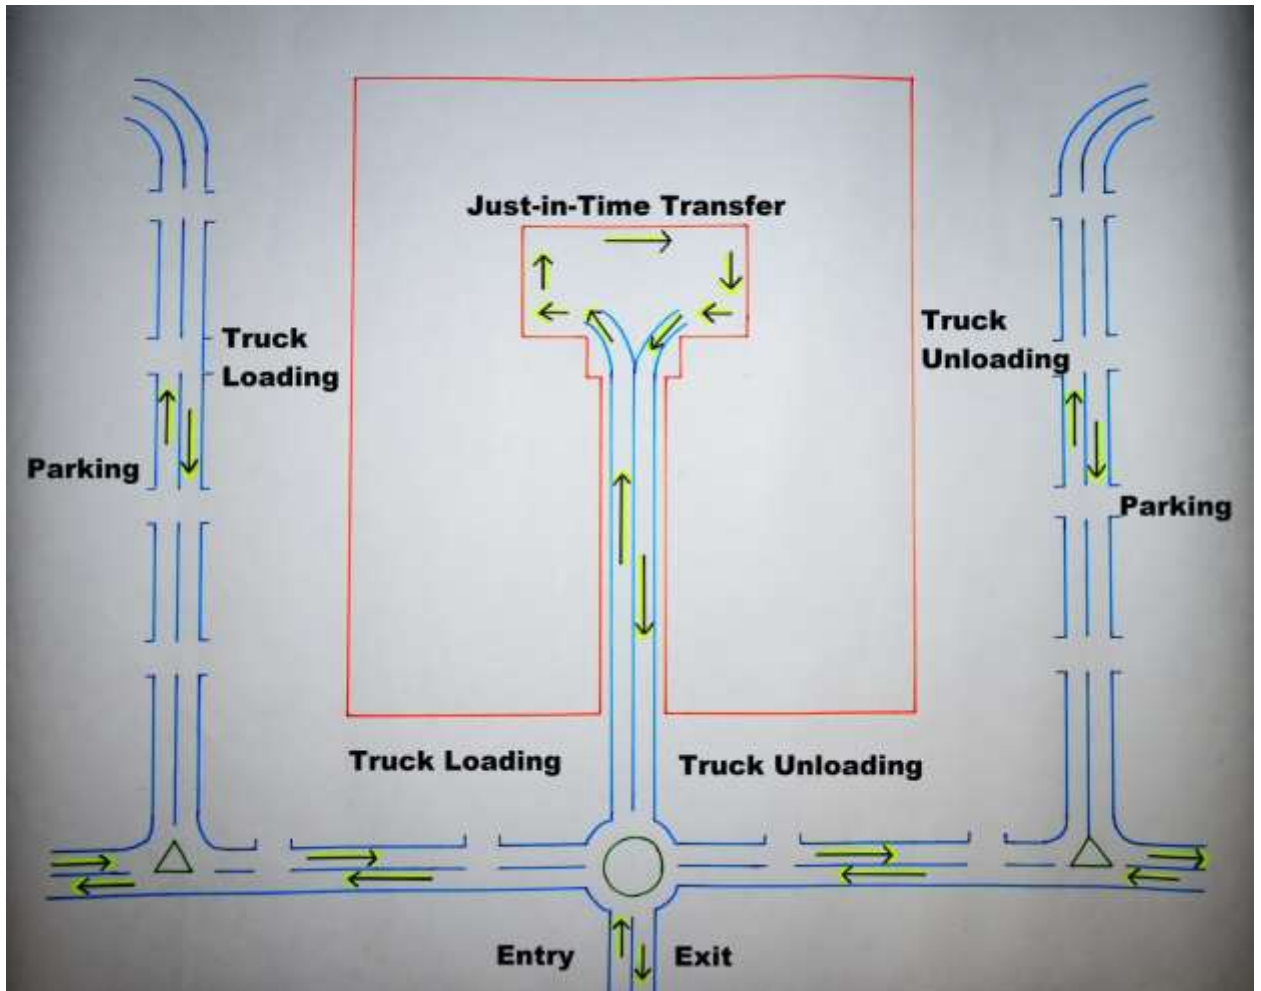 Just-in-Time Transfer
Truck
Loading
Truck
Unloading
Parking
Parking
Truck Loading
Truck Unloading
Entry
Exit